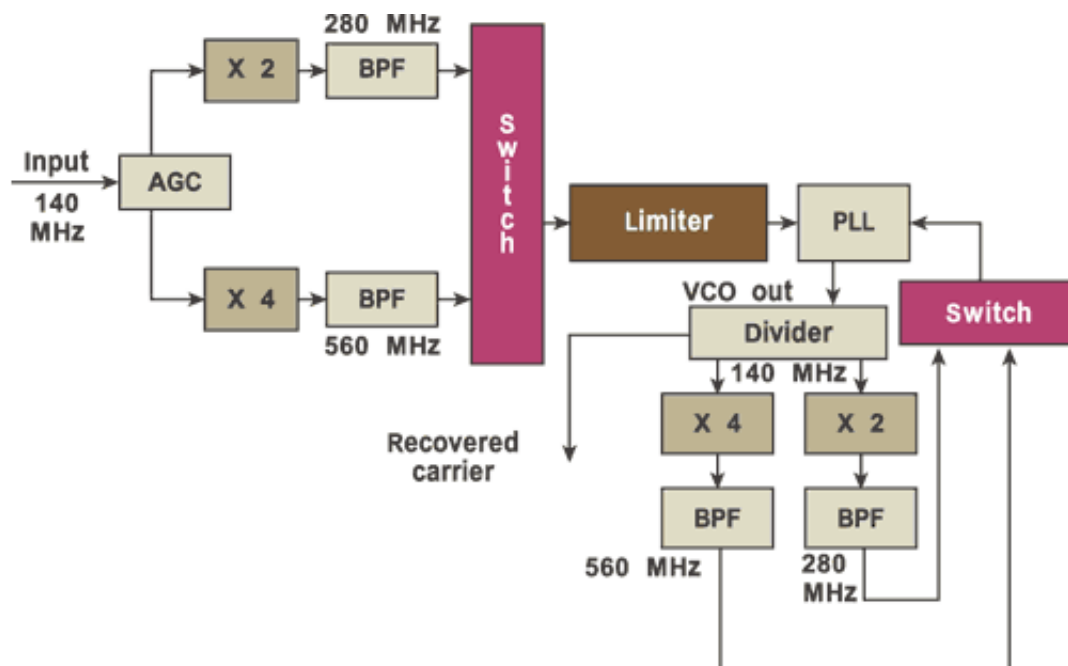 280 MHz
X 2
BPF
Switch
Input
AGC
140
MHz
Limiter
PLL
X 4
BPF
560 MHz
VCO out
Switch
Divider
140 MHz
X 4
X 2
Recovered
carrier
BPF
BPF
560 MHz
280
MHz